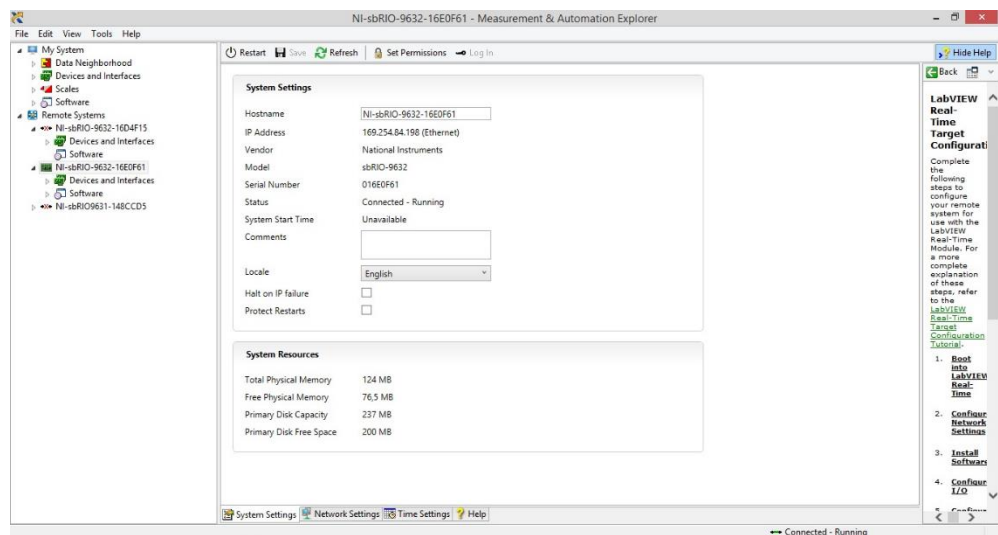 NI-sbRIO-9632-16E0F61 - Measurement & Automation Explorer
File Edit View Tools Help
My System
Data Neighborhood
Devices and Interfaces
Scales
Software
Remote Systems
NI-sbRIO-9632-16D4F15
Devices and Interfaces
Software
NI-sbRIO-9632-16E0F61
Devices and Interfaces
Software
NI-sbRIO9631-148CCD5
Restart Save Refresh Set Permissions Log In
System Settings
Hostname NI-sbRIO-9632-16E0F61
IP Address 169.254.84.198 (Ethernet)
Vendor National Instruments
Model sbRIO-9632
Serial Number 016E0F61
Status Connected - Running
System Start Time Unavailable
Comments
Locale English
Halt on IP failure
Protect Restarts
System Resources
Total Physical Memory 124 MB
Free Physical Memory 76,5 MB
Primary Disk Capacity 237 MB
Primary Disk Free Space 200 MB
System Settings Network Settings Time Settings Help
Hide Help
Back
LabVIEW
Real-
Time
Target
Configurati
Complete
the
following
steps to
configure
your remote
system for
use with the
LabVIEW
Real-Time
Module. For
a more
complete
explanation
of these
steps, refer
to the
LabVIEW
Real-Time
Target
Configuration
Tutorial.
1. Boot
into
LabVIEW
Real-
Time
2. Configur
Network
Settings
3. Install
Software
4. Configur
I/O
Connected - Running